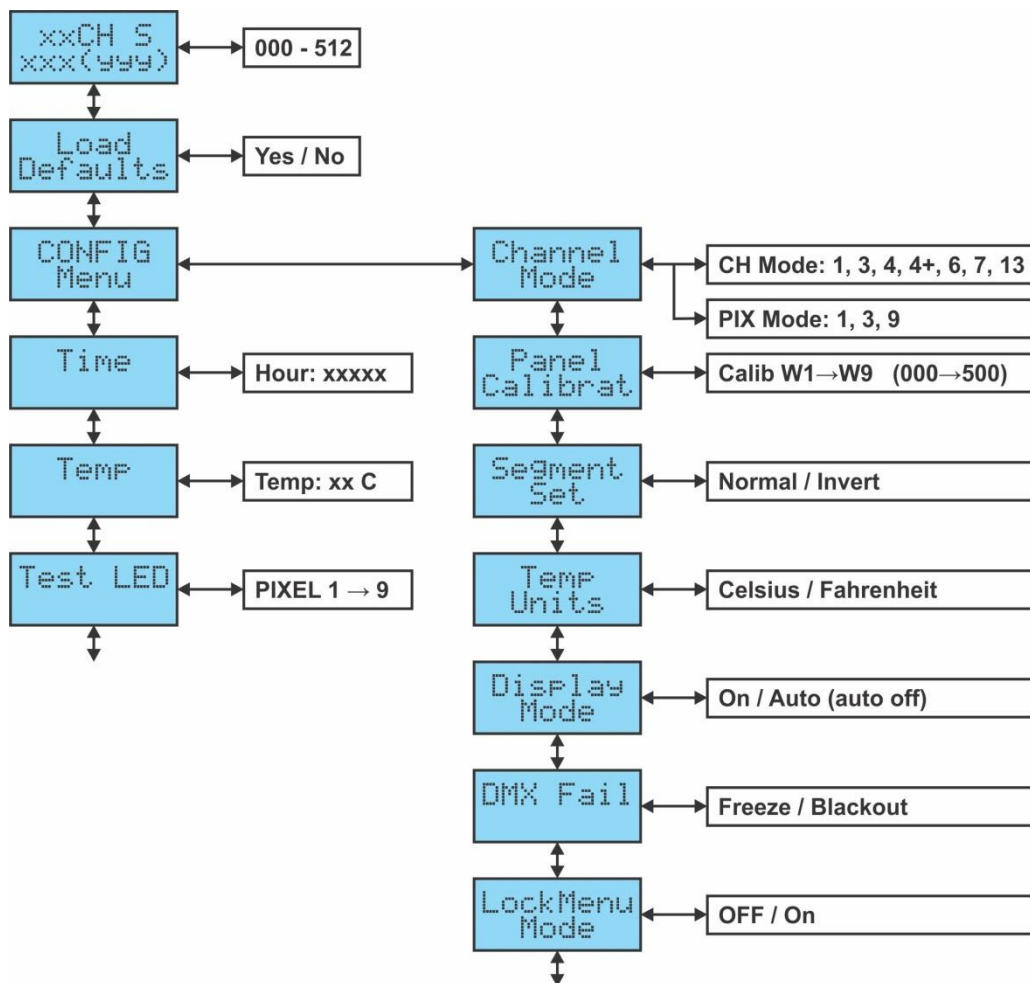 xxCH S
xxx(yyy)
000 - 512
Load
Defaults
Yes / No
CONFIG
Menu
Time
Hour: xxxxx
Temp
Temp: xx C
Test LED
PIXEL 1 → 9
Channel
Mode
CH Mode: 1, 3, 4, 4+, 6, 7, 13
PIX Mode: 1, 3, 9
Panel
Calibrat
Calib W1→W9 (000→500)
Segment
Set
Normal / Invert
Temp
Units
Celsius / Fahrenheit
Display
Mode
On / Auto (auto off)
DMX Fail
Freeze / Blackout
LockMenu
Mode
OFF / On